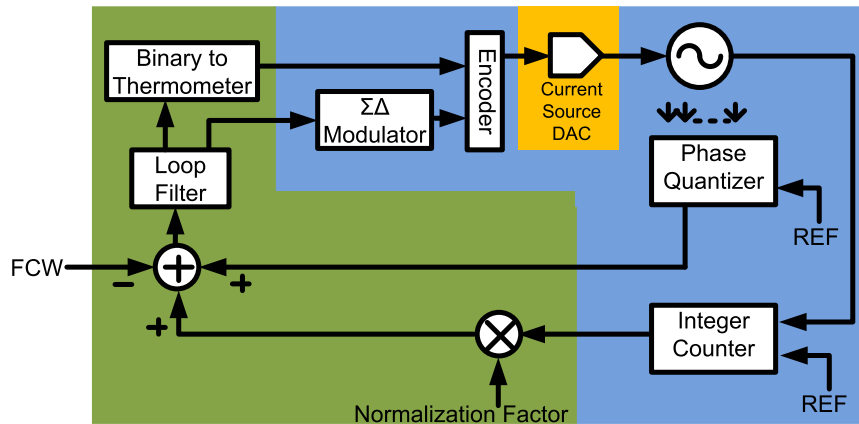 Binary to
Thermometer
ΣΔ
Modulator
Encoder
Current
Source
DAC
Loop
Filter
Phase
Quantizer
REF
FCW
−
+
+
Integer
Counter
REF
Normalization Factor